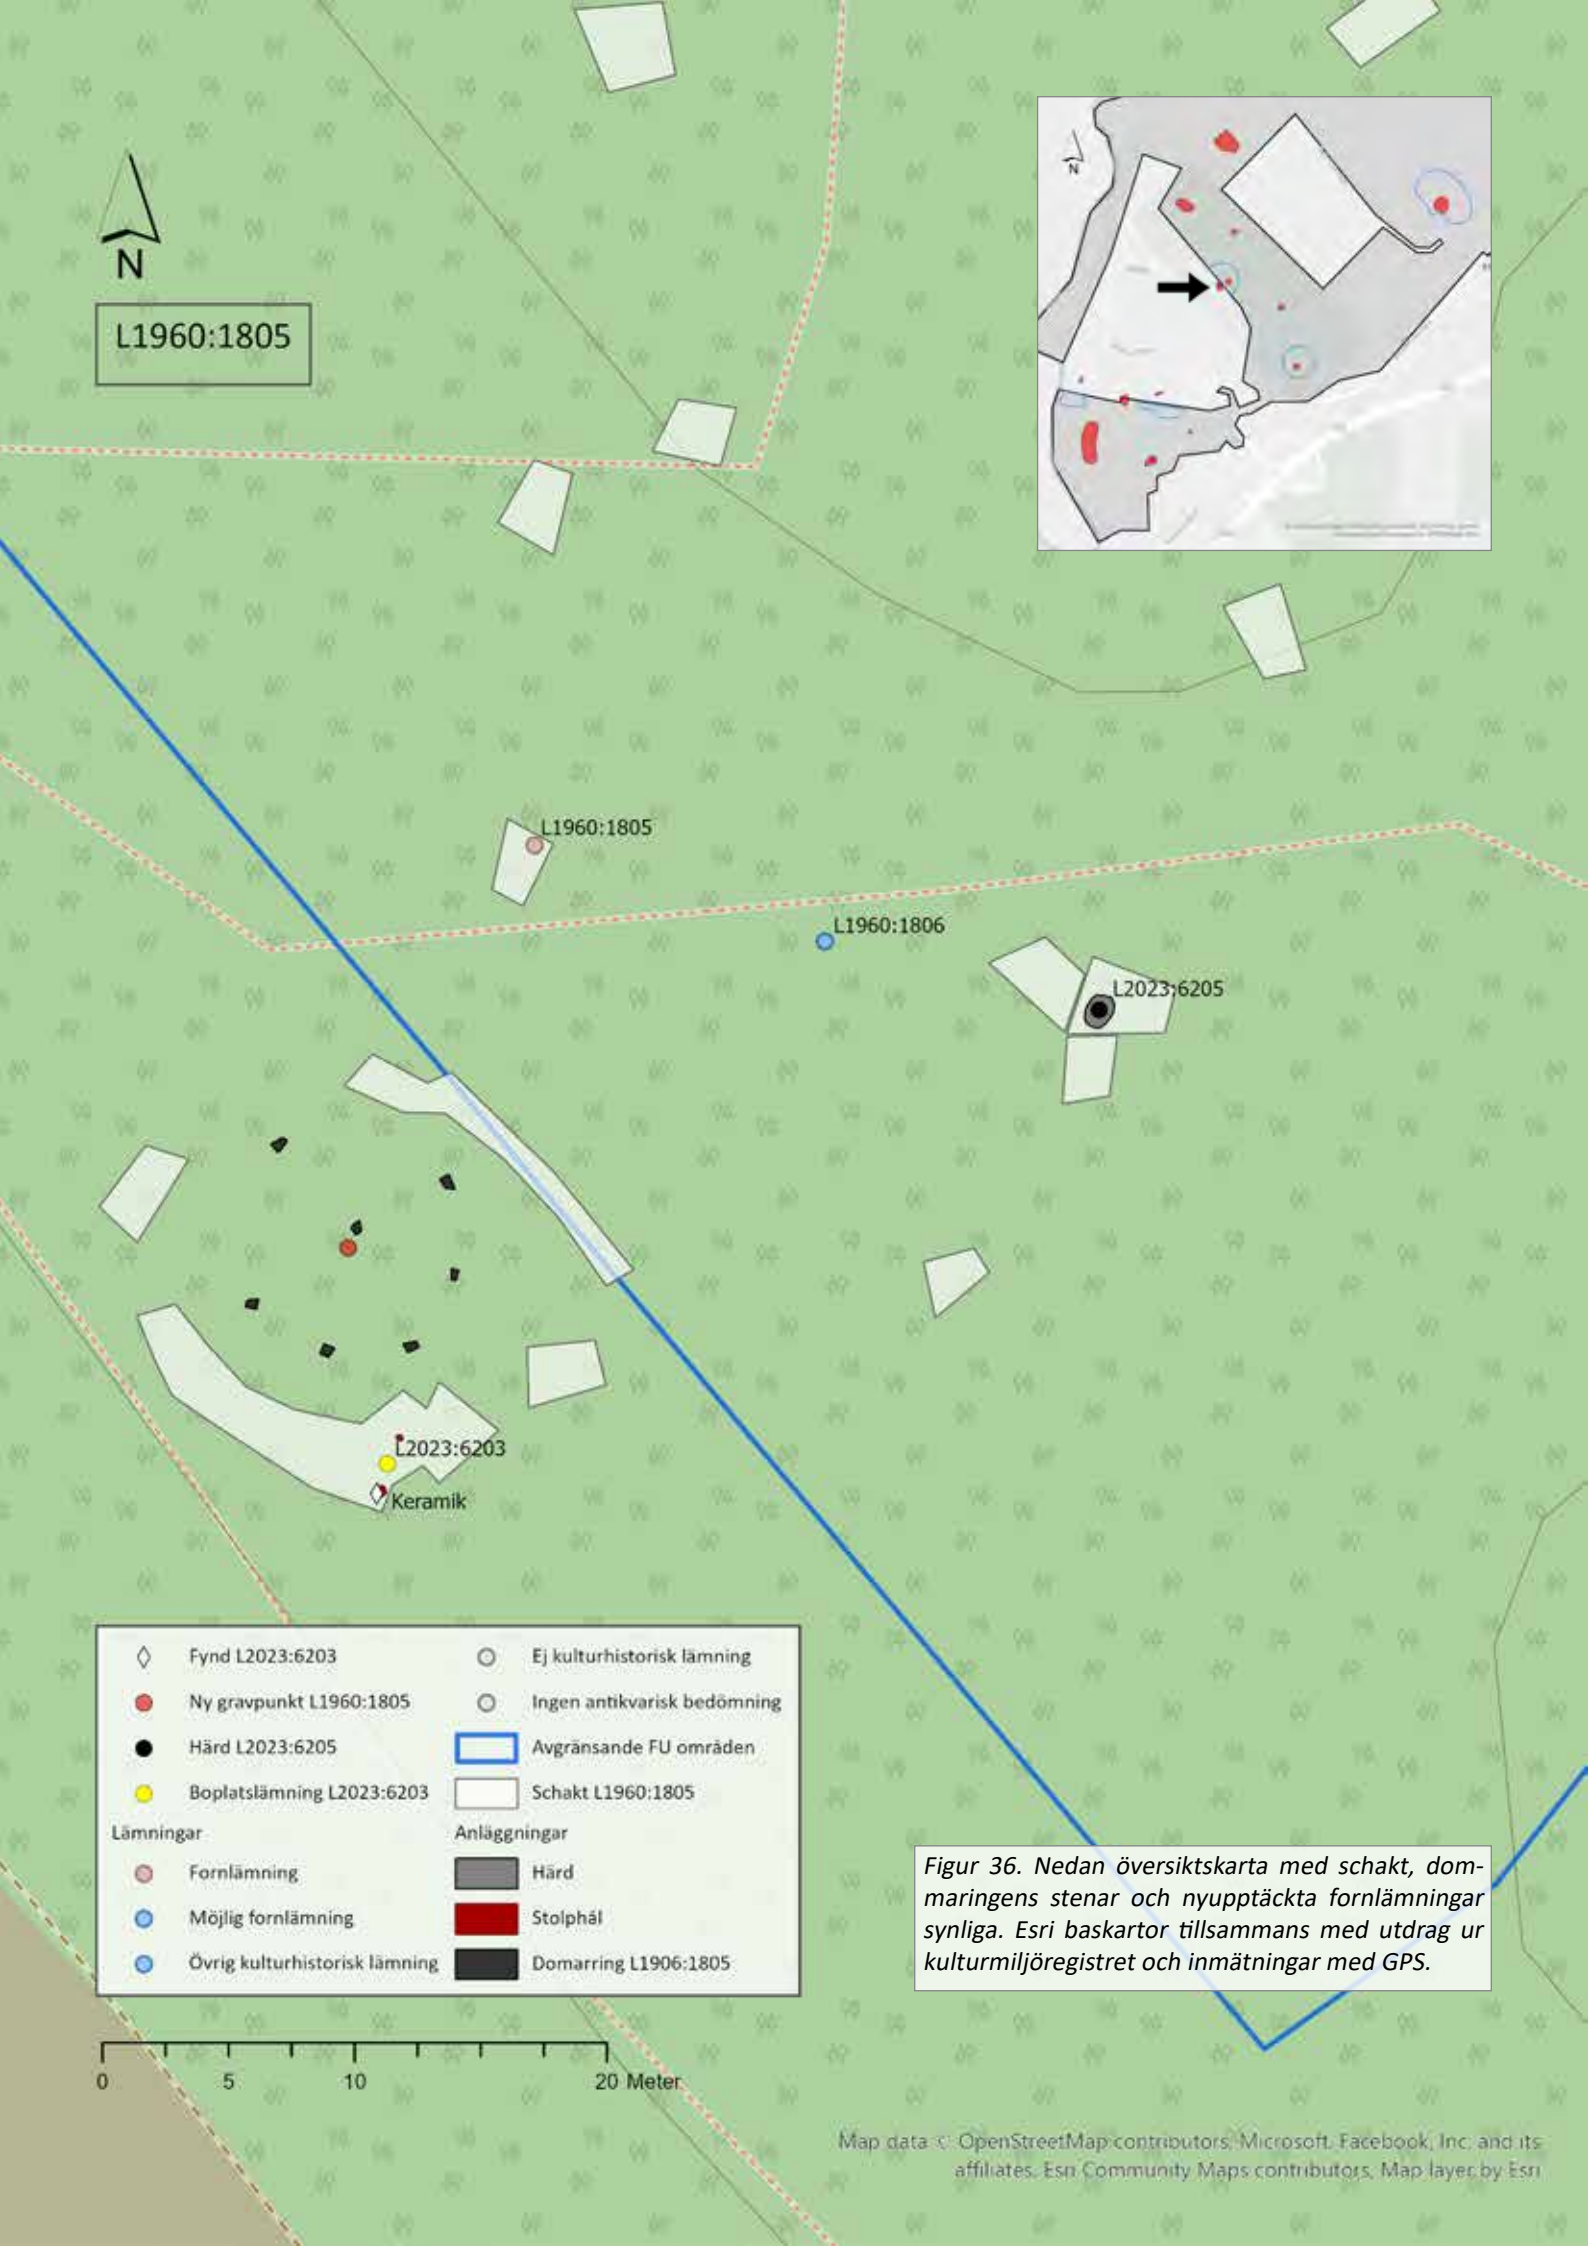 N
L1960:1805
N
L1960:1805
L1960:1806
L2023:6205
L2023:6203
Keramik
Fynd L2023:6203
Ny gravpunkt L1960:1805
Härd L2023:6205
Boplatslämning L2023:6203
Lämningar
Fornlämning
Möjlig fornlämning
Övrig kulturhistorisk lämning
Ej kulturhistorisk lämning
Ingen antikvarisk bedömning
Avgränsande FU områden
Schakt L1960:1805
Anläggningar
Härd
Stolphål
Domarring L1906:1805
Figur 36. Nedan översiktskarta med schakt, dom-
maringens stenar och nyupptäckta fornlämningar
synliga. Esri baskartor tillsammans med utdrag ur
kulturmiljöregistret och inmätningar med GPS.
0 5 10 20 Meter
Map data © OpenStreetMap contributors, Microsoft, Facebook, Inc. and its
affiliates, Esri Community Maps contributors, Map layer by Esri